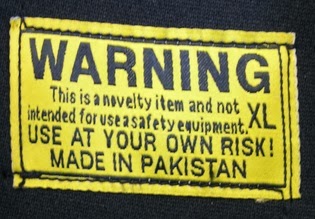 WARNING
This is a novelty item and not
intended for use a safety equipment. XL
USE AT YOUR OWN RISK!
MADE IN PAKISTAN